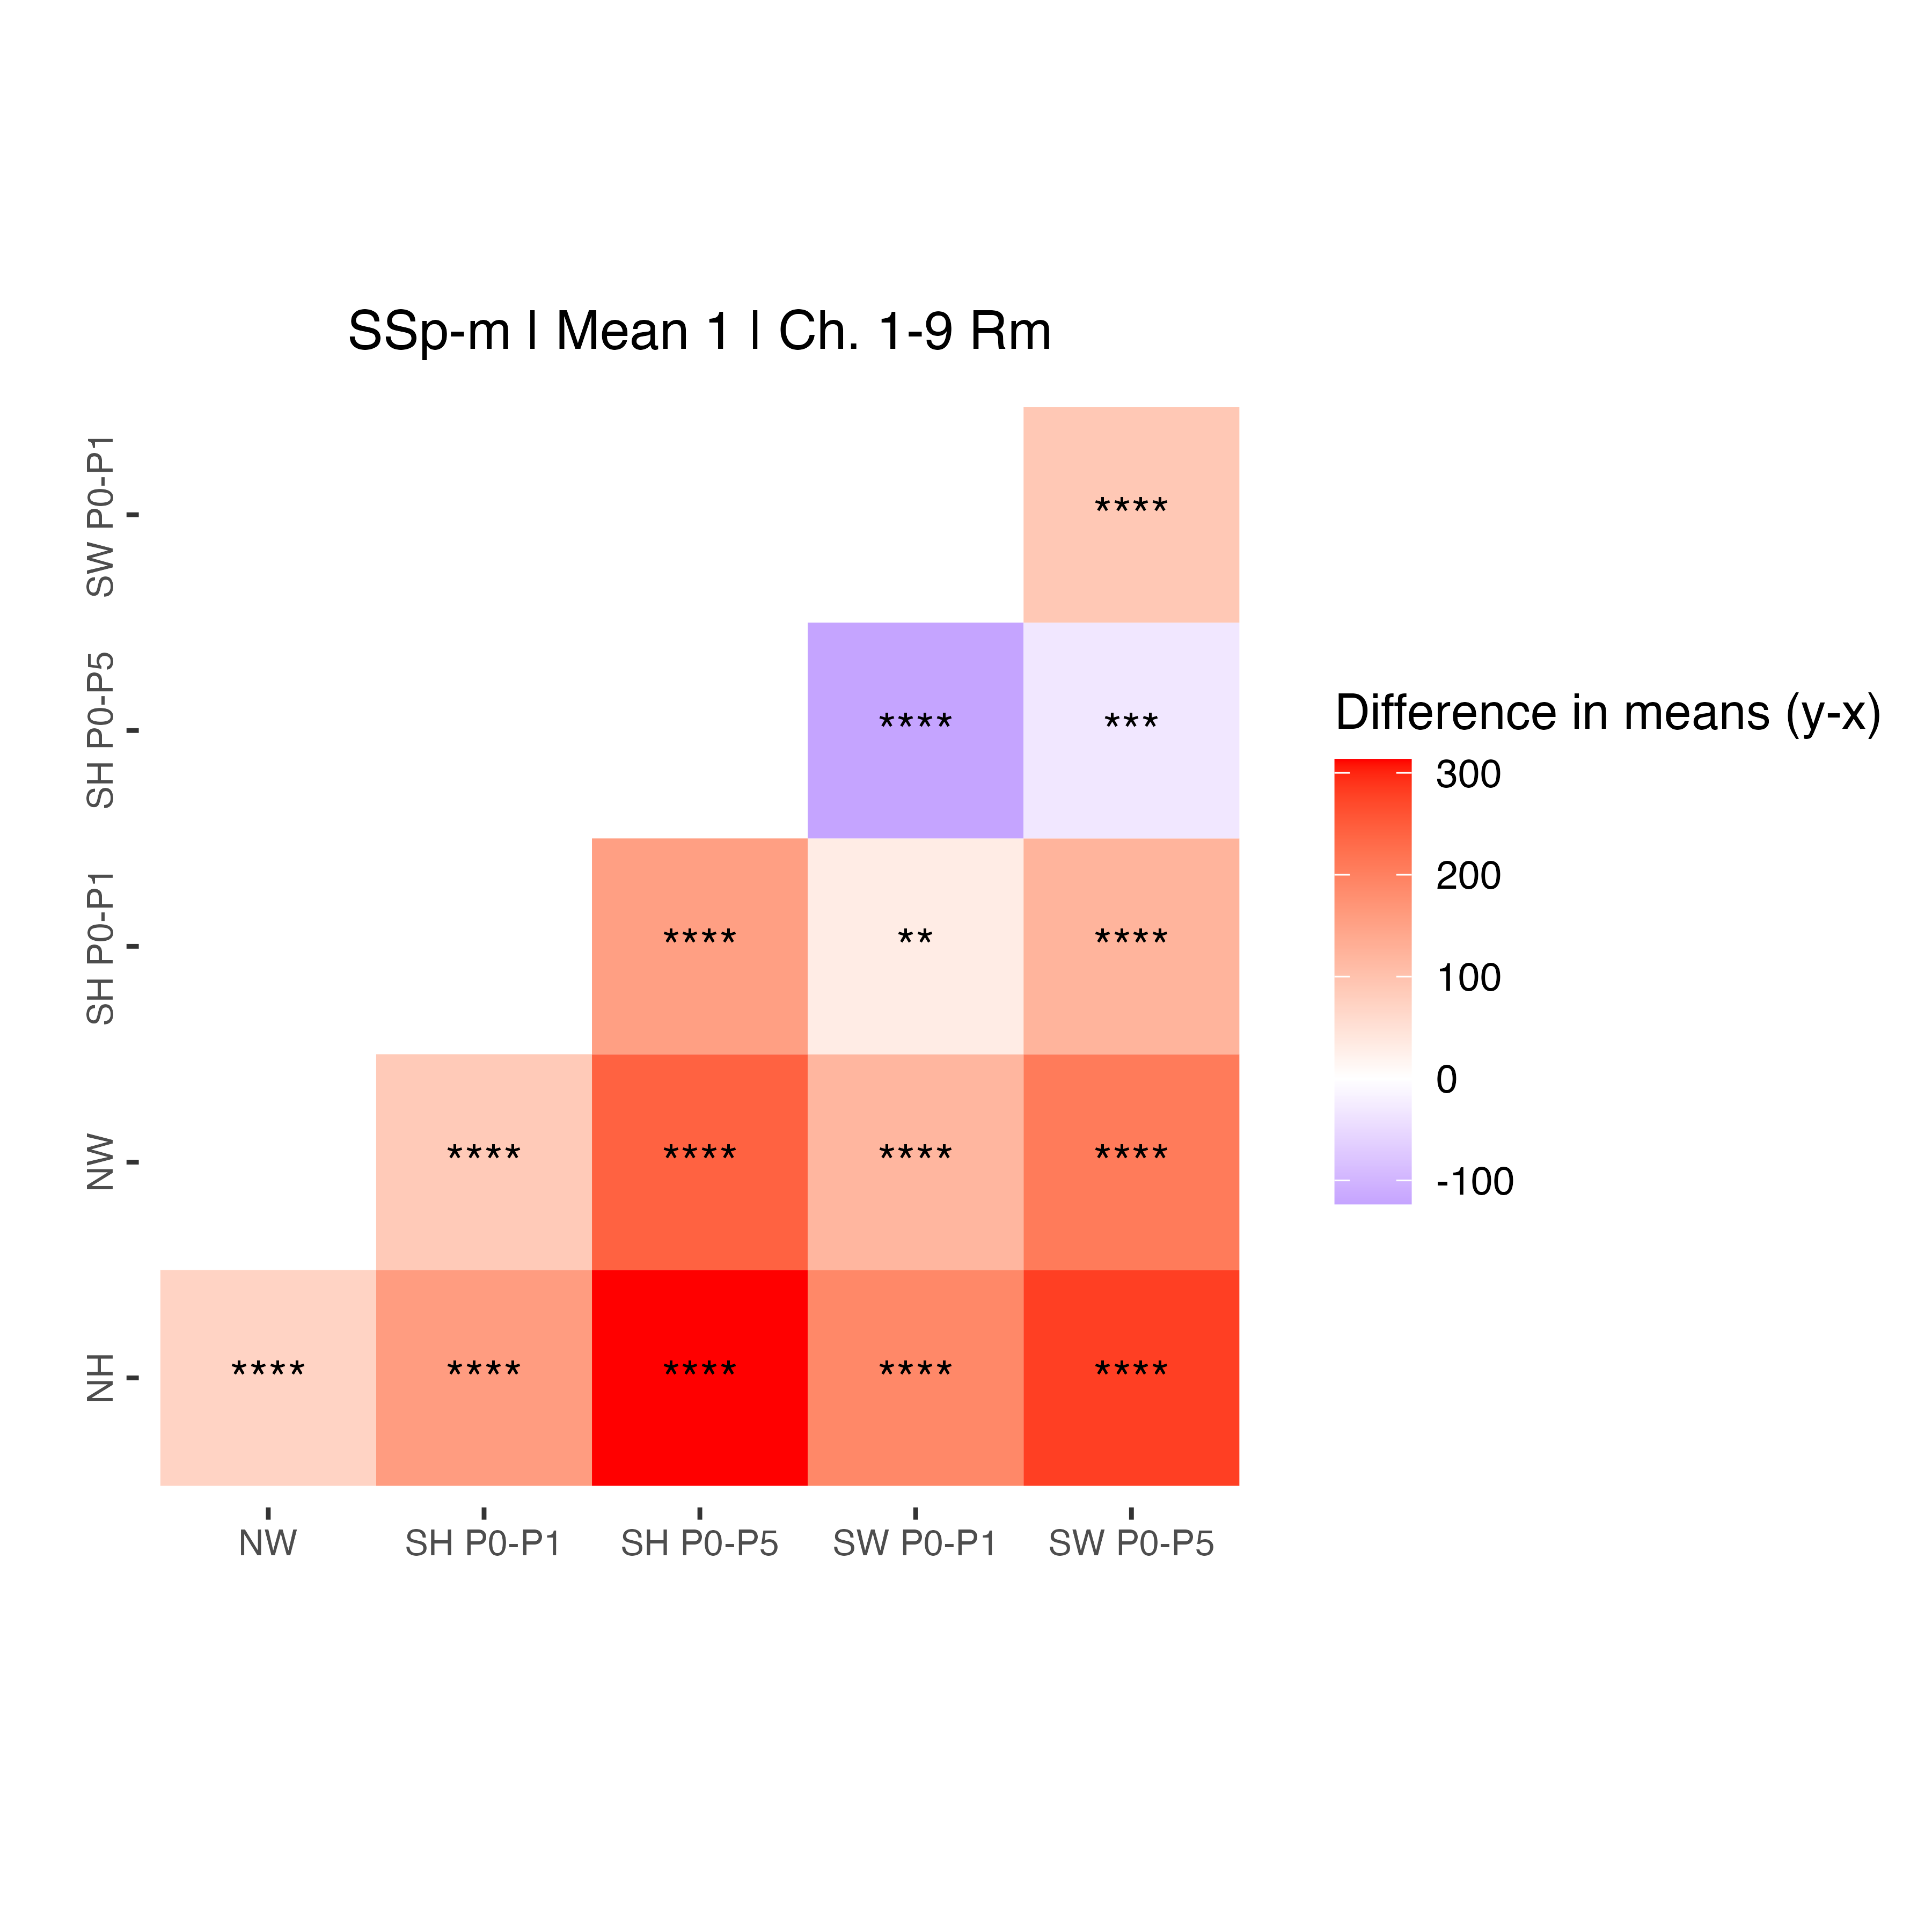 SSp-m | Mean 1 | Ch. 1-9 Rm
SW P0-P1
****
SH P0-P5
**** ***
SH P0-P1
**** ** ****
NW
**** **** **** ****
NH
**** **** **** **** ****
NW SH P0-P1 SH P0-P5 SW P0-P1 SW P0-P5
Difference in means (y-x)
300
200
100
0
-100